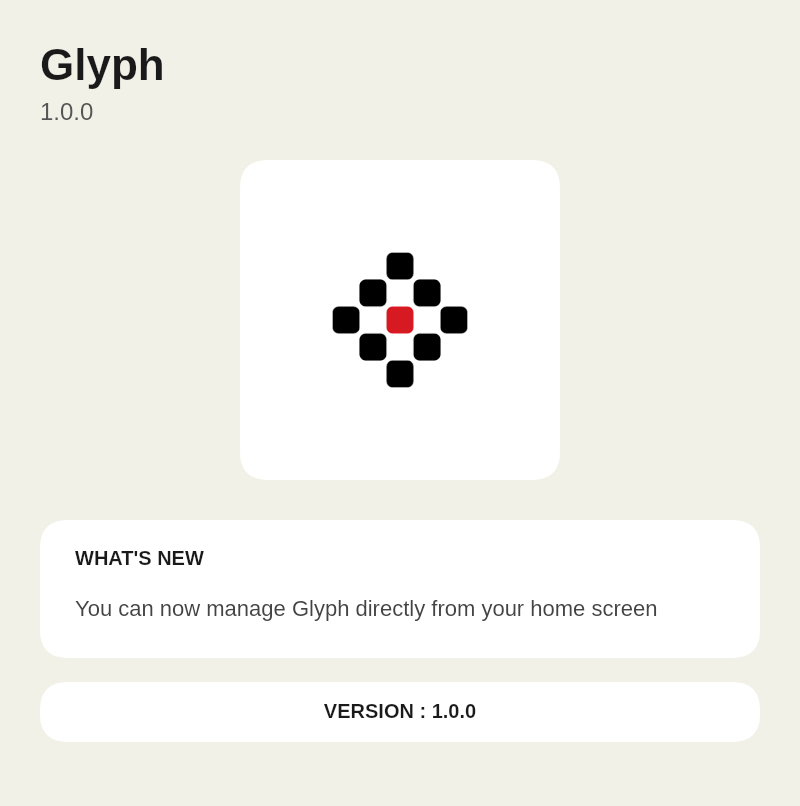 Glyph
1.0.0
WHAT'S NEW
You can now manage Glyph directly from your home screen
VERSION : 1.0.0